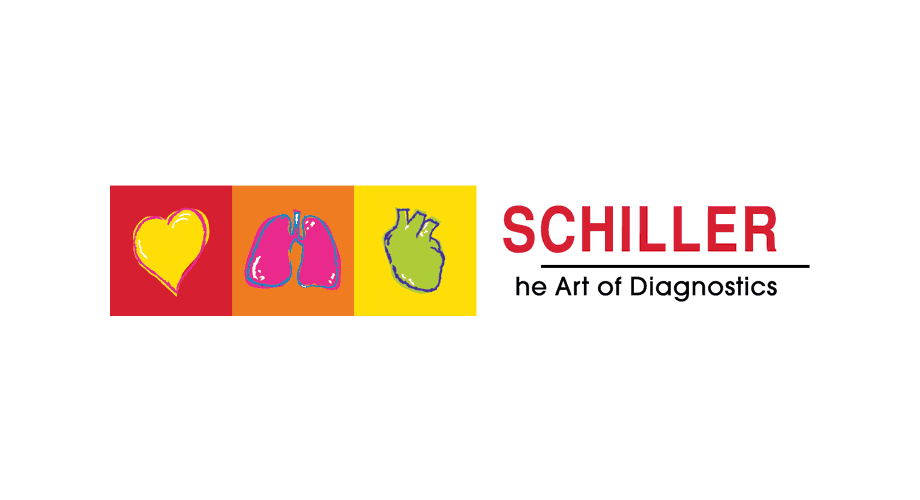 SCHILLER
he Art of Diagnostics